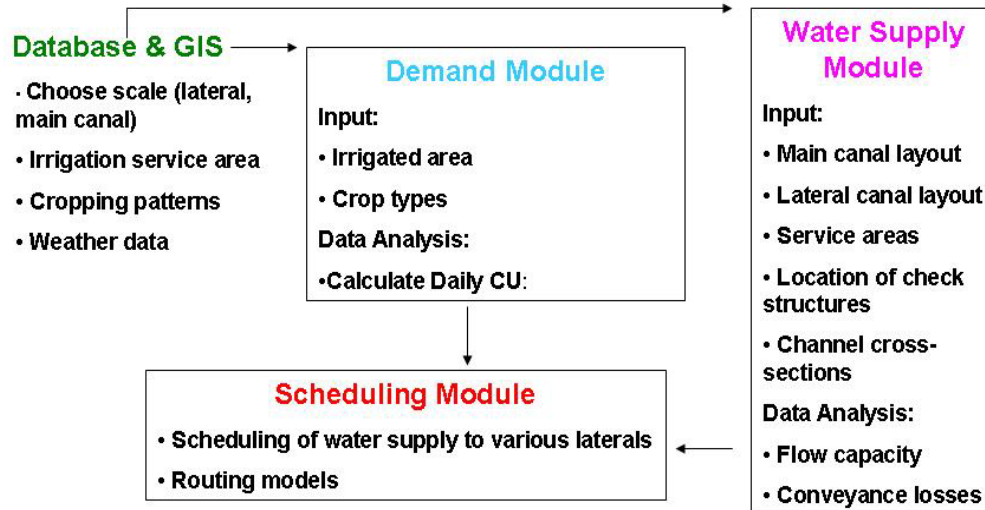 Database & GIS
· Choose scale (lateral,
main canal)
• Irrigation service area
• Cropping patterns
• Weather data
Demand Module
Input:
• Irrigated area
• Crop types
Data Analysis:
•Calculate Daily CU:
Water Supply
Module
Input:
• Main canal layout
• Lateral canal layout
• Service areas
• Location of check
structures
• Channel cross-
sections
Data Analysis:
• Flow capacity
• Conveyance losses
Scheduling Module
• Scheduling of water supply to various laterals
• Routing models